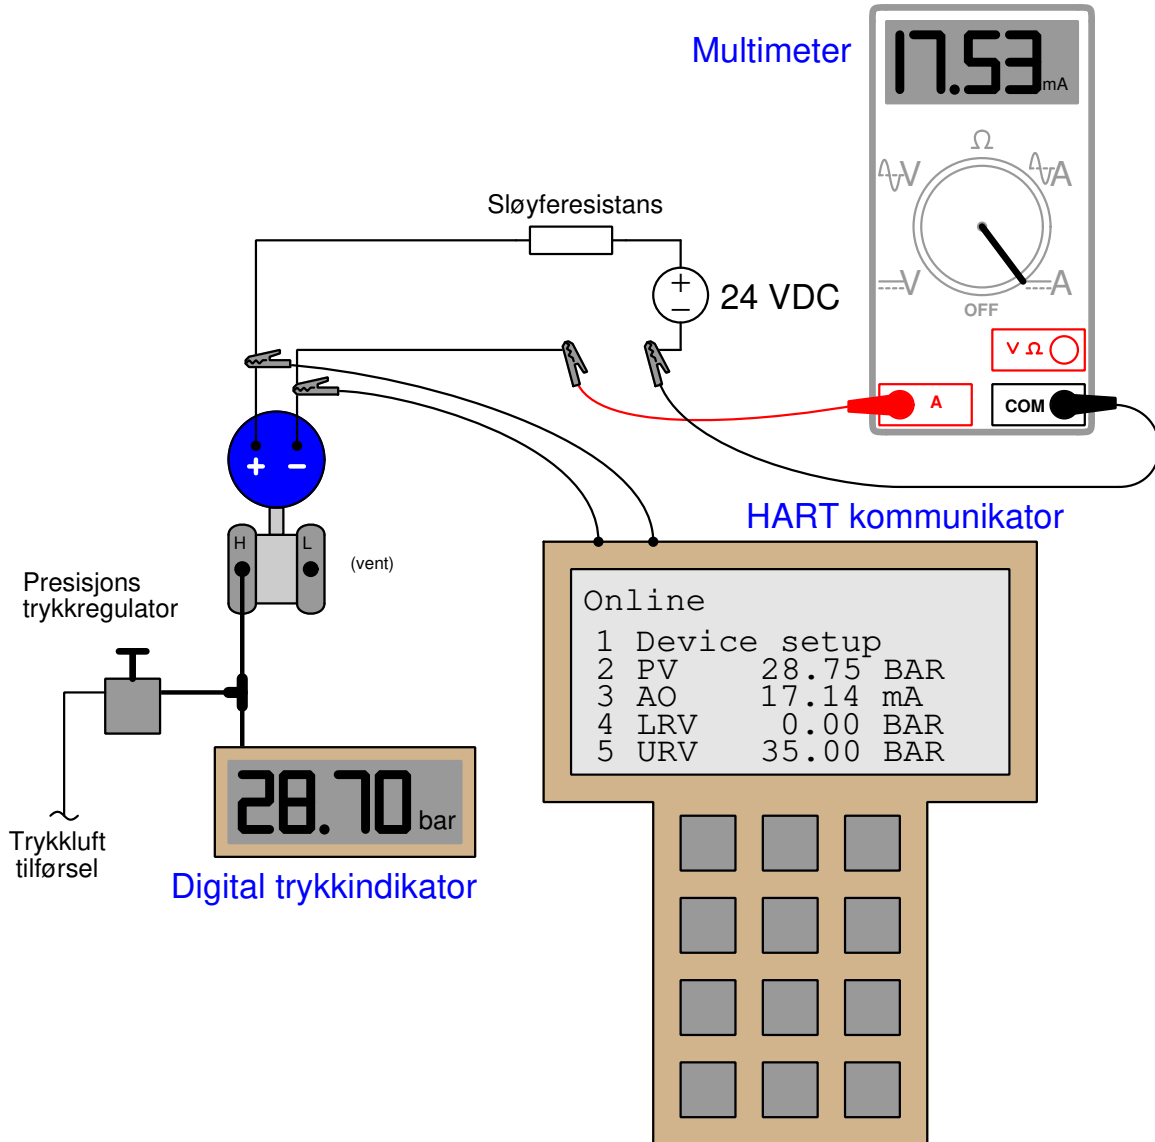 Multimeter
17.53 mA
Ω
V
A
V
A
OFF
V Ω
A
COM
Sløyferesistans
+
−
24 VDC
+ −
H
L
(vent)
HART kommunikator
Presisjons
trykkregulator
Online
1 Device setup
2 PV 28.75 BAR
3 AO 17.14 mA
4 LRV 0.00 BAR
5 URV 35.00 BAR
28.70 bar
Trykkluft
tilførsel
Digital trykkindikator